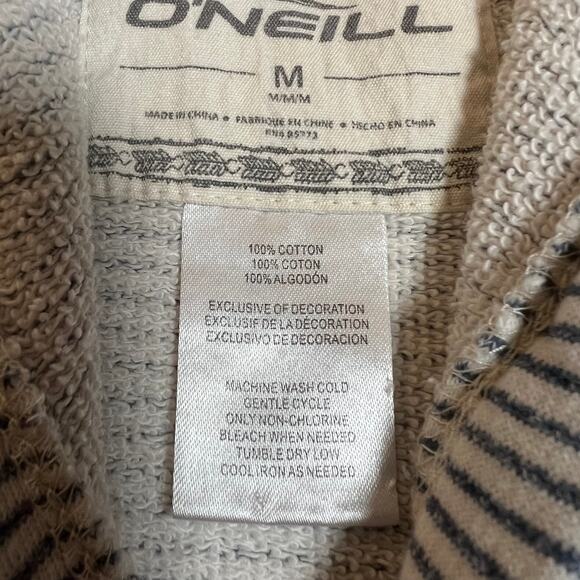 O'NEILL
M
M/M/M
MADE IN CHINA • FABRIQUÉ EN CHINE • HECHO EN CHINA
100% COTTON
100% COTON
100% ALGODÓN
EXCLUSIVE OF DECORATION
EXCLUSIF DE LA DÉCORATION
EXCLUSIVO DE DECORACION
MACHINE WASH COLD
GENTLE CYCLE
ONLY NON-CHLORINE
BLEACH WHEN NEEDED
TUMBLE DRY LOW
COOL IRON AS NEEDED